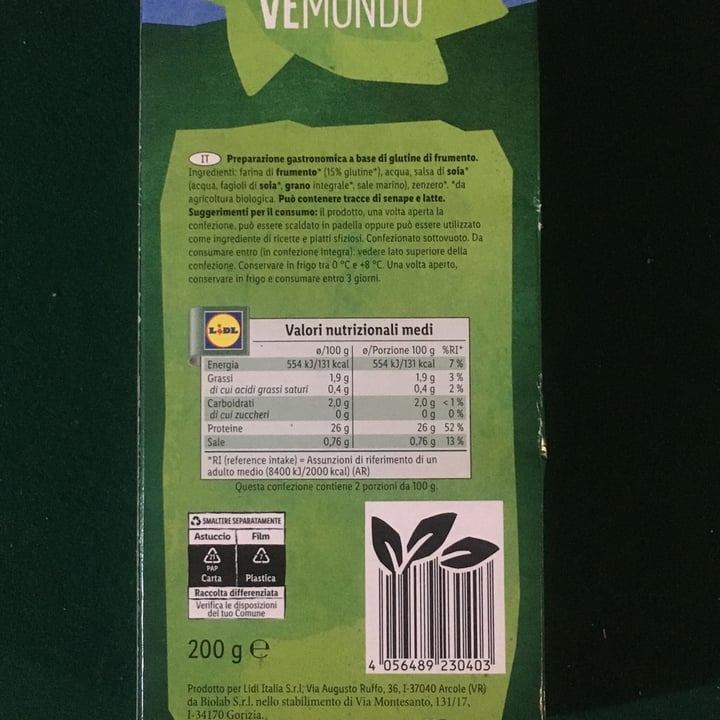 VEMONDO
IT Preparazione gastronomica a base di glutine di frumento.
Ingredienti: farina di frumento* (15% glutine*), acqua, salsa di soia*
(acqua, fagioli di soia*, grano integrale*, sale marino), zenzero*. *da
agricoltura biologica. Può contenere tracce di senape e latte.
Suggerimenti per il consumo: il prodotto, una volta aperta la
confezione, può essere scaldato in padella oppure può essere utilizzato
come ingrediente di ricette e piatti sfiziosi. Confezionato sottovuoto. Da
consumare entro (in confezione integra): vedere lato superiore della
confezione. Conservare in frigo tra 0 °C e +8 °C. Una volta aperto,
conservare in frigo e consumare entro 3 giorni.
LIDL
Valori nutrizionali medi
ø/100 g ø/Porzione 100 g %RI*
Energia 554 kJ/131 kcal 554 kJ/131 kcal 7 %
Grassi 1,9 g 1,9 g 3 %
di cui acidi grassi saturi 0,4 g 0,4 g 2 %
Carboidrati 2,0 g 2,0 g < 1 %
di cui zuccheri 0 g 0 g 0 %
Proteine 26 g 26 g 52 %
Sale 0,76 g 0,76 g 13 %
*RI (reference intake) = Assunzioni di riferimento di un
adulto medio (8400 kJ/2000 kcal) (AR)
Questa confezione contiene 2 porzioni da 100 g.
SMALTIRE SEPARATAMENTE
Astuccio Film
21 7
PAP
Carta Plastica
Raccolta differenziata
Verifica le disposizioni
del tuo Comune
200 g e
4 056489 230403
Prodotto per Lidl Italia S.r.l, Via Augusto Ruffo, 36, I-37040 Arcole (VR)
da Biolab S.r.l. nello stabilimento di Via Montesanto, 131/17,
I-34170 Gorizia.